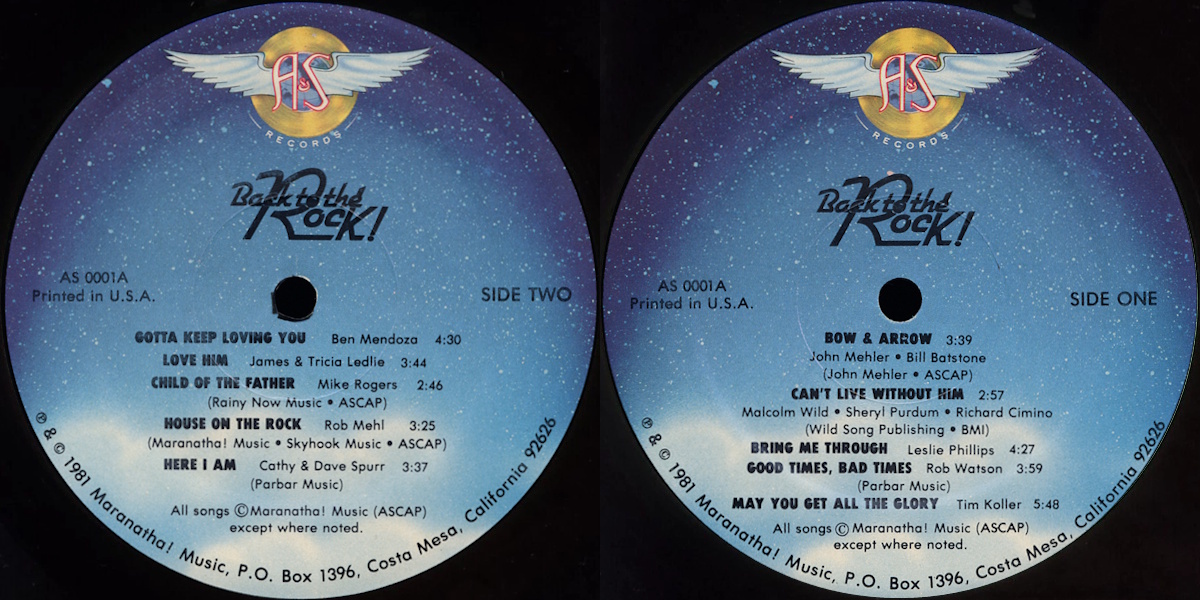 A&S
RECORDS
Back to the
ROCK!
AS 0001A
Printed in U.S.A.
SIDE TWO
GOTTA KEEP LOVING YOU Ben Mendoza 4:30
LOVE HIM James & Tricia Ledlie 3:44
CHILD OF THE FATHER Mike Rogers 2:46
(Rainy Now Music • ASCAP)
HOUSE ON THE ROCK Rob Mehl 3:25
(Maranatha! Music • Skyhook Music • ASCAP)
HERE I AM Cathy & Dave Spurr 3:37
(Parbar Music)
All songs ©Maranatha! Music (ASCAP)
except where noted.
℗ & © 1981 Maranatha! Music, P.O. Box 1396, Costa Mesa, California 92626
A&S
RECORDS
Back to the
ROCK!
AS 0001A
Printed in U.S.A.
SIDE ONE
BOW & ARROW 3:39
John Mehler • Bill Batstone
(John Mehler • ASCAP)
CAN'T LIVE WITHOUT HIM 2:57
Malcolm Wild • Sheryl Purdum • Richard Cimino
(Wild Song Publishing • BMI)
BRING ME THROUGH Leslie Phillips 4:27
GOOD TIMES, BAD TIMES Rob Watson 3:59
(Parbar Music)
MAY YOU GET ALL THE GLORY Tim Koller 5:48
All songs © Maranatha! Music (ASCAP)
except where noted.
℗ & © 1981 Maranatha! Music, P.O. Box 1396, Costa Mesa, California 92626